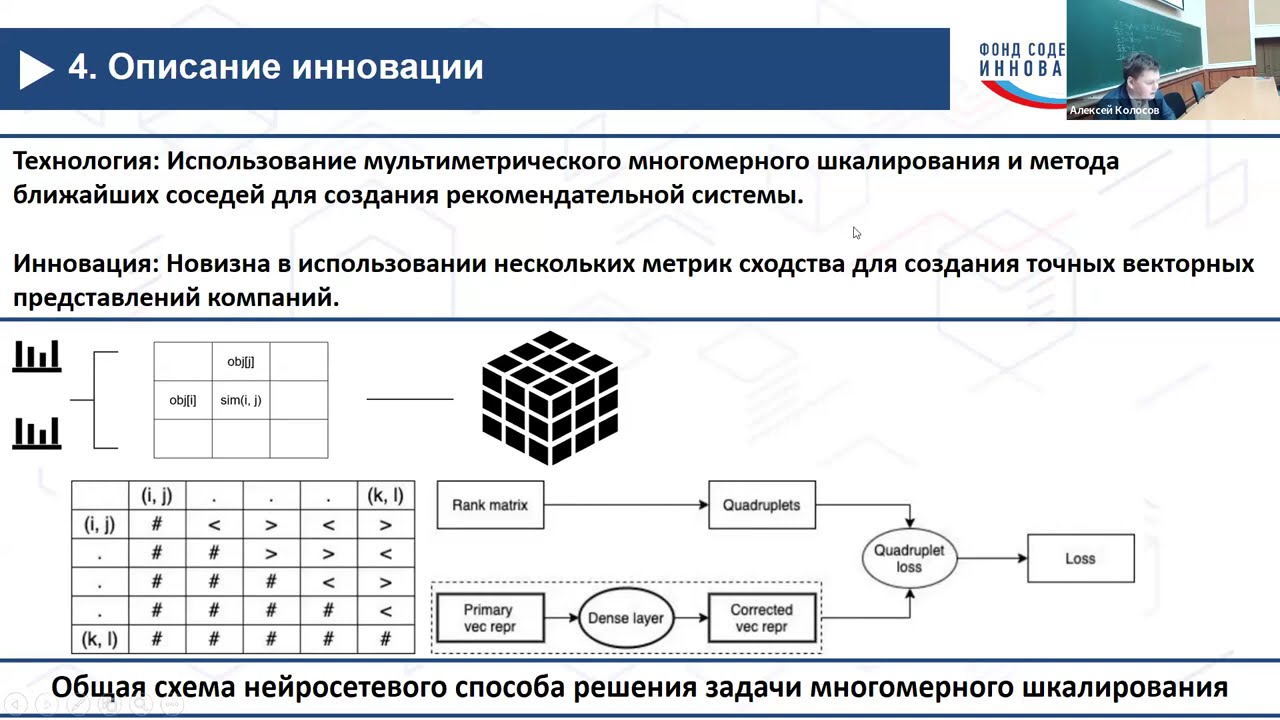 4. Описание инновации
ФОНД СОДЕ
ИННОВА
Алексей Колосов
Технология: Использование мультиметрического многомерного шкалирования и метода
ближайших соседей для создания рекомендательной системы.
Инновация: Новизна в использовании нескольких метрик сходства для создания точных векторных
представлений компаний.
obj[j]
obj[i] sim(i, j)
(i, j) . . . (k, l)
(i, j) # < > < >
. # # > > <
. # # # < >
. # # # # <
(k, l) # # # # #
Rank matrix
Quadruplets
Quadruplet
loss
Loss
Primary
vec repr
Dense layer
Corrected
vec repr
Общая схема нейросетевого способа решения задачи многомерного шкалирования